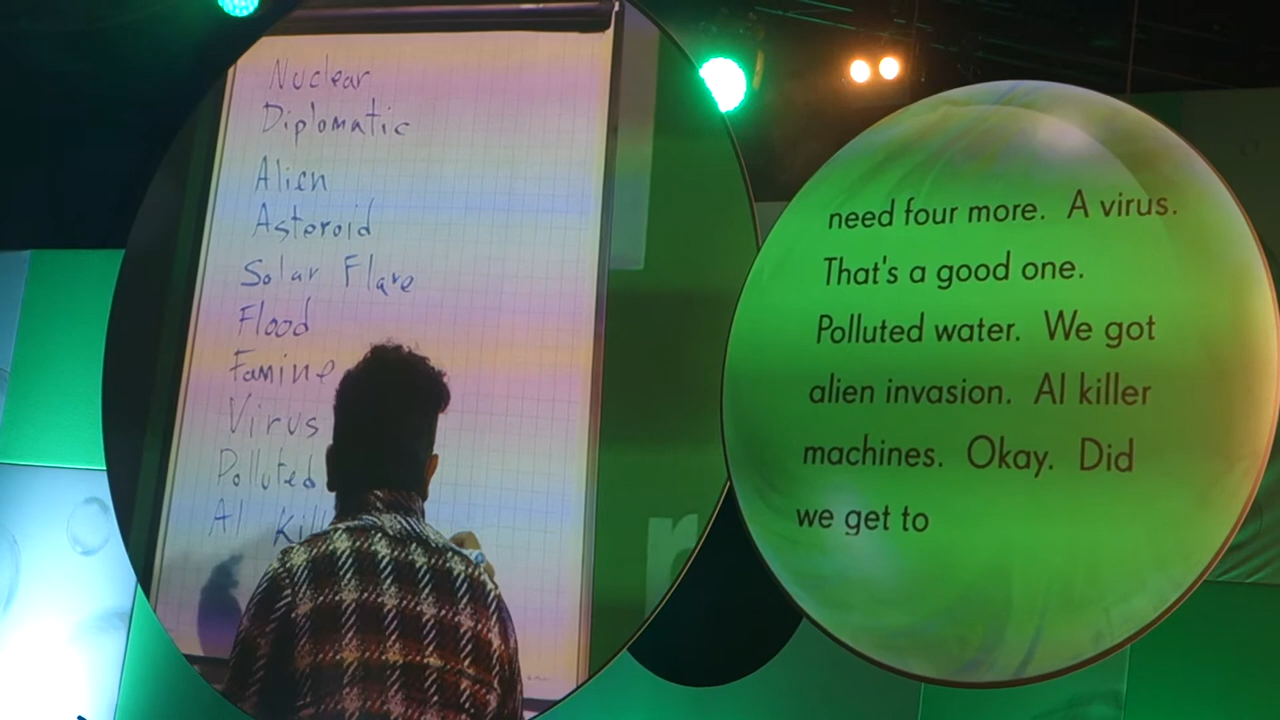 Nuclear
Diplomatic
Alien
Asteroid
Solar Flare
Flood
Famine
Virus
Polluted
AI
need four more. A virus.
That's a good one.
Polluted water. We got
alien invasion. AI killer
machines. Okay. Did
we get to